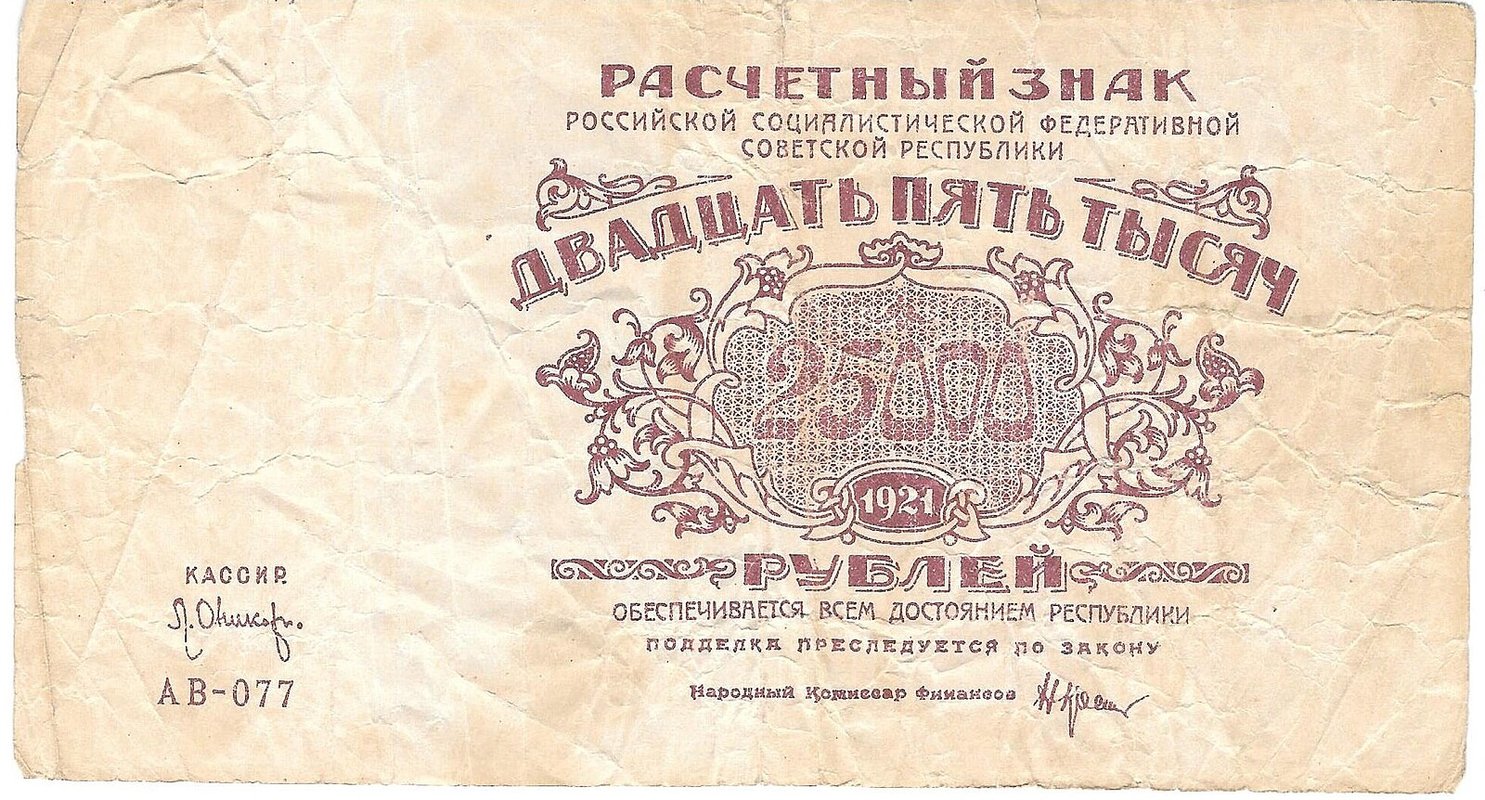 РАСЧЕТНЫЙ ЗНАК
РОССИЙСКОЙ СОЦИАЛИСТИЧЕСКОЙ ФЕДЕРАТИВНОЙ
СОВЕТСКОЙ РЕСПУБЛИКИ
ДВАДЦАТЬ ПЯТЬ ТЫСЯЧ
25000
1921
РУБЛЕЙ
ОБЕСПЕЧИВАЕТСЯ ВСЕМ ДОСТОЯНИЕМ РЕСПУБЛИКИ
ПОДДЕЛКА ПРЕСЛЕДУЕТСЯ ПО ЗАКОНУ
Народный Комиссар Финансов
КАССИР.
АВ-077